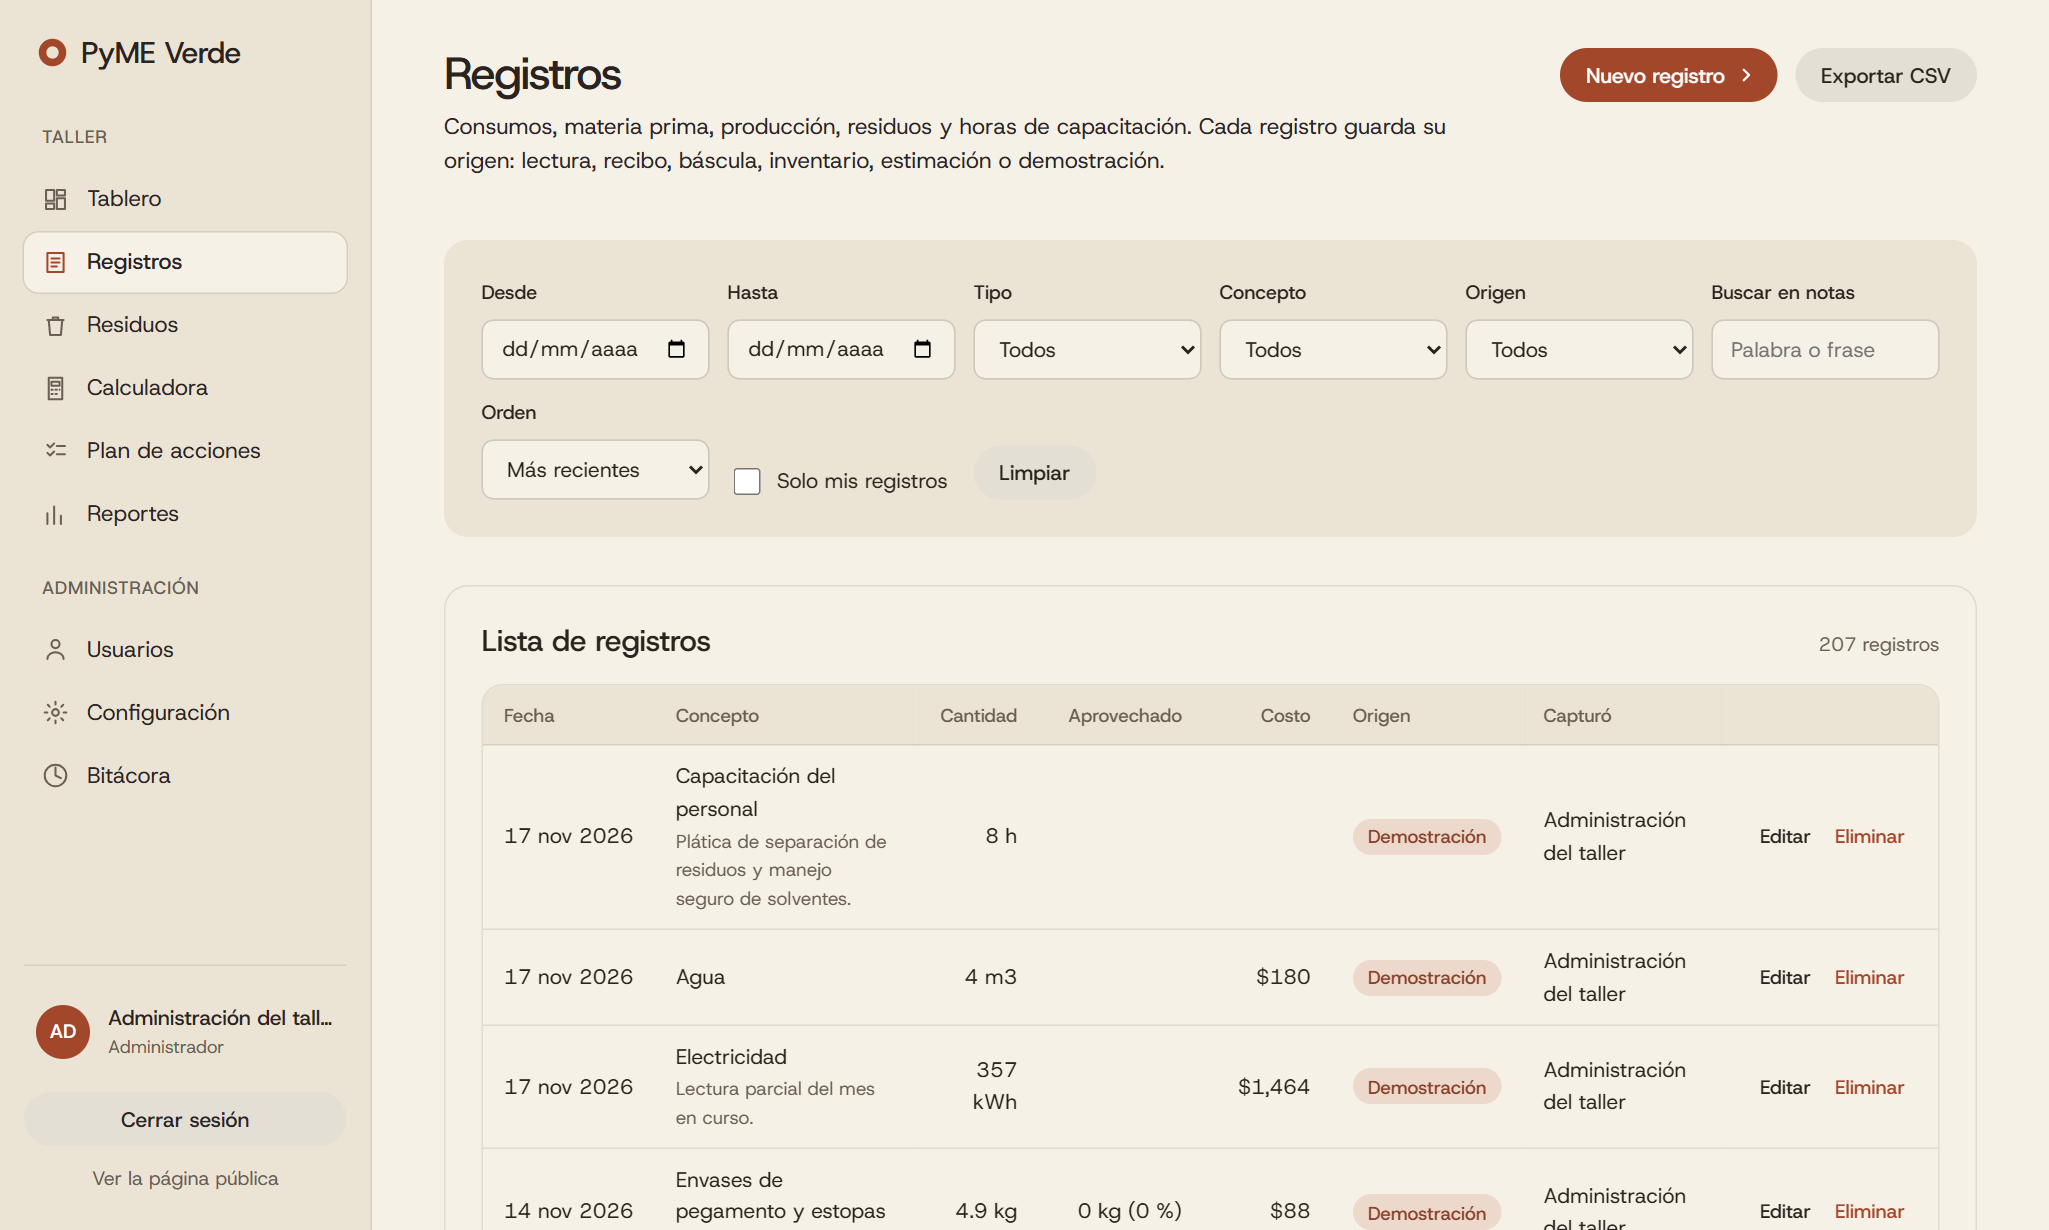 PyME Verde
TALLER
Tablero
Registros
Residuos
Calculadora
Plan de acciones
Reportes
ADMINISTRACIÓN
Usuarios
Configuración
Bitácora
AD
Administración del tall...
Administrador
Cerrar sesión
Ver la página pública
Registros
Nuevo registro
Exportar CSV
Consumos, materia prima, producción, residuos y horas de capacitación. Cada registro guarda su
origen: lectura, recibo, báscula, inventario, estimación o demostración.
Desde
Hasta
Tipo
Concepto
Origen
Buscar en notas
dd/mm/aaaa
dd/mm/aaaa
Todos
Todos
Todos
Palabra o frase
Orden
Más recientes
Solo mis registros
Limpiar
Lista de registros
207 registros
Fecha Concepto Cantidad Aprovechado Costo Origen Capturó
17 nov 2026
Capacitación del
personal
Plática de separación de
residuos y manejo
seguro de solventes.
8 h
Demostración
Administración
del taller
Editar
Eliminar
17 nov 2026
Agua
4 m3
$180
Demostración
Administración
del taller
Editar
Eliminar
17 nov 2026
Electricidad
Lectura parcial del mes
en curso.
357
kWh
$1,464
Demostración
Administración
del taller
Editar
Eliminar
14 nov 2026
Envases de
pegamento y estopas
4.9 kg
0 kg (0 %)
$88
Demostración
Administración
del taller
Editar
Eliminar